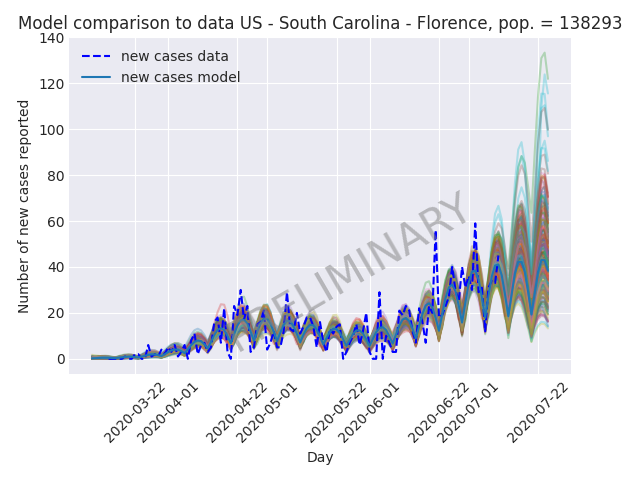 Model comparison to data US - South Carolina - Florence, pop. = 138293
140
120
100
80
60
40
20
0
Number of new cases reported
new cases data
new cases model
PRELIMINARY
2020-03-22
2020-04-01
2020-04-22
2020-05-01
2020-05-22
2020-06-01
2020-06-22
2020-07-01
2020-07-22
Day